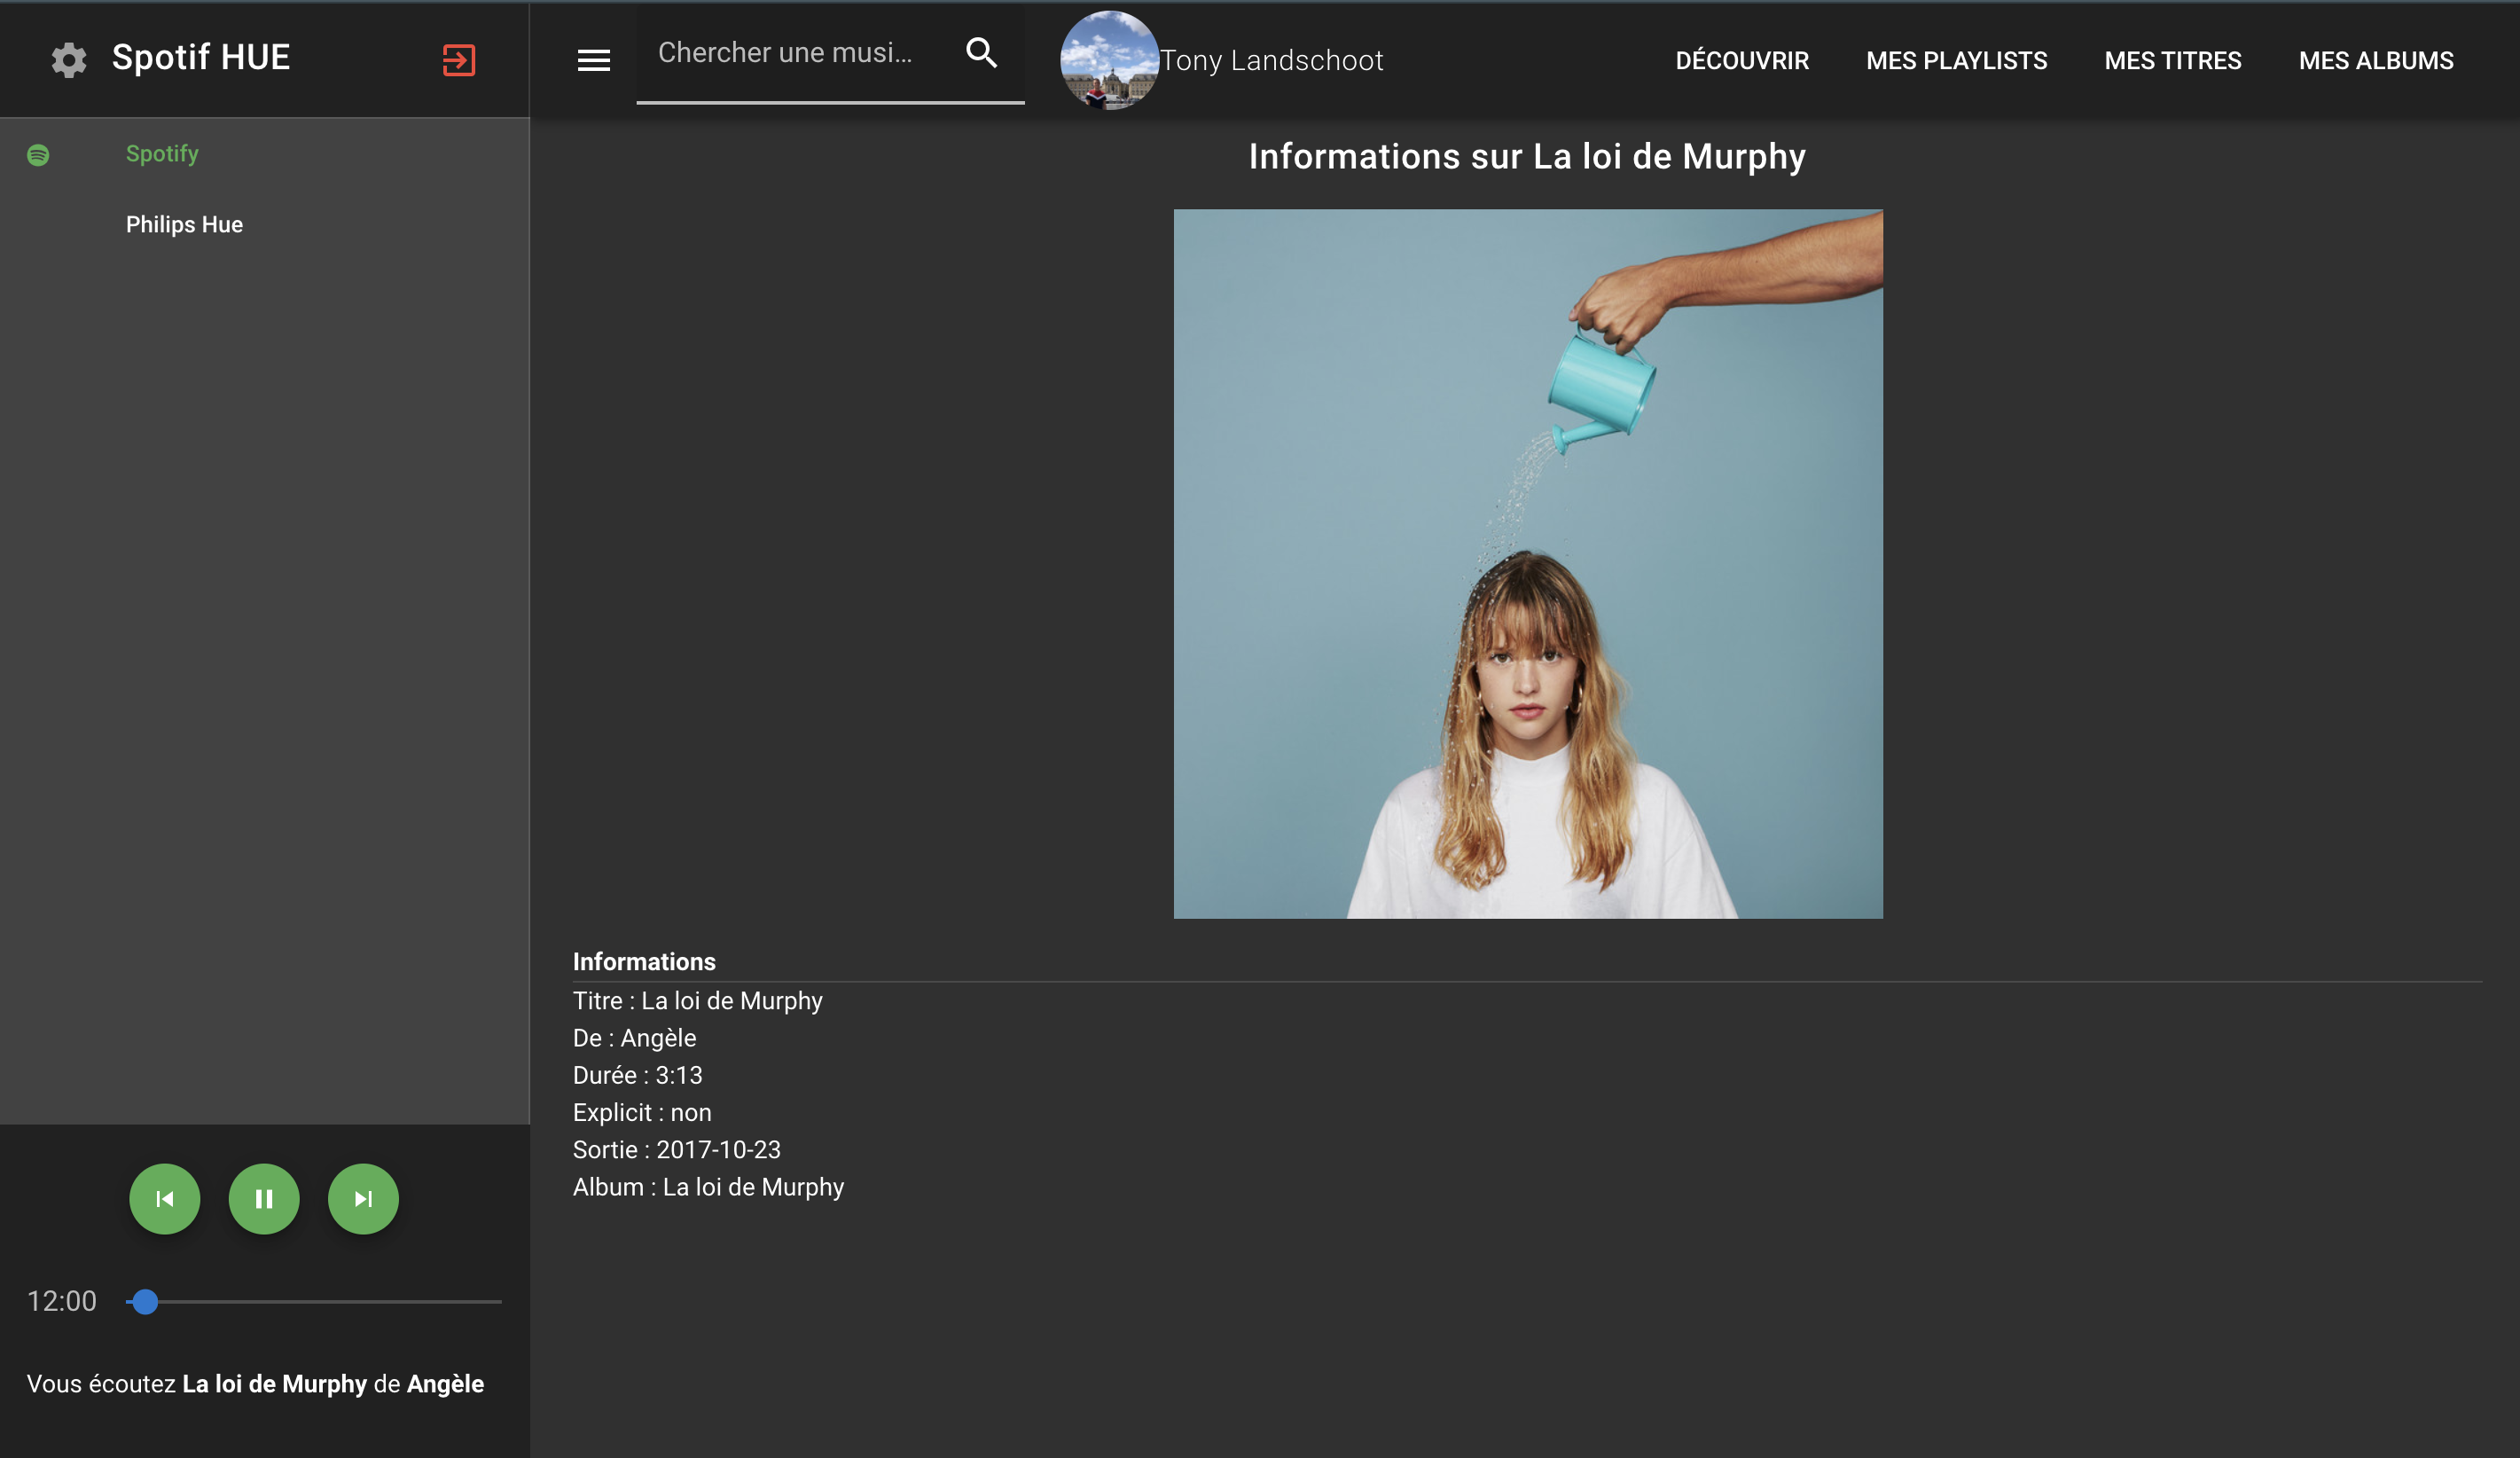 Spotif HUE
Chercher une musi...
Tony Landschoot
DÉCOUVRIR
MES PLAYLISTS
MES TITRES
MES ALBUMS
Spotify
Philips Hue
Informations sur La loi de Murphy
Informations
Titre : La loi de Murphy
De : Angèle
Durée : 3:13
Explicit : non
Sortie : 2017-10-23
Album : La loi de Murphy
12:00
Vous écoutez La loi de Murphy de Angèle